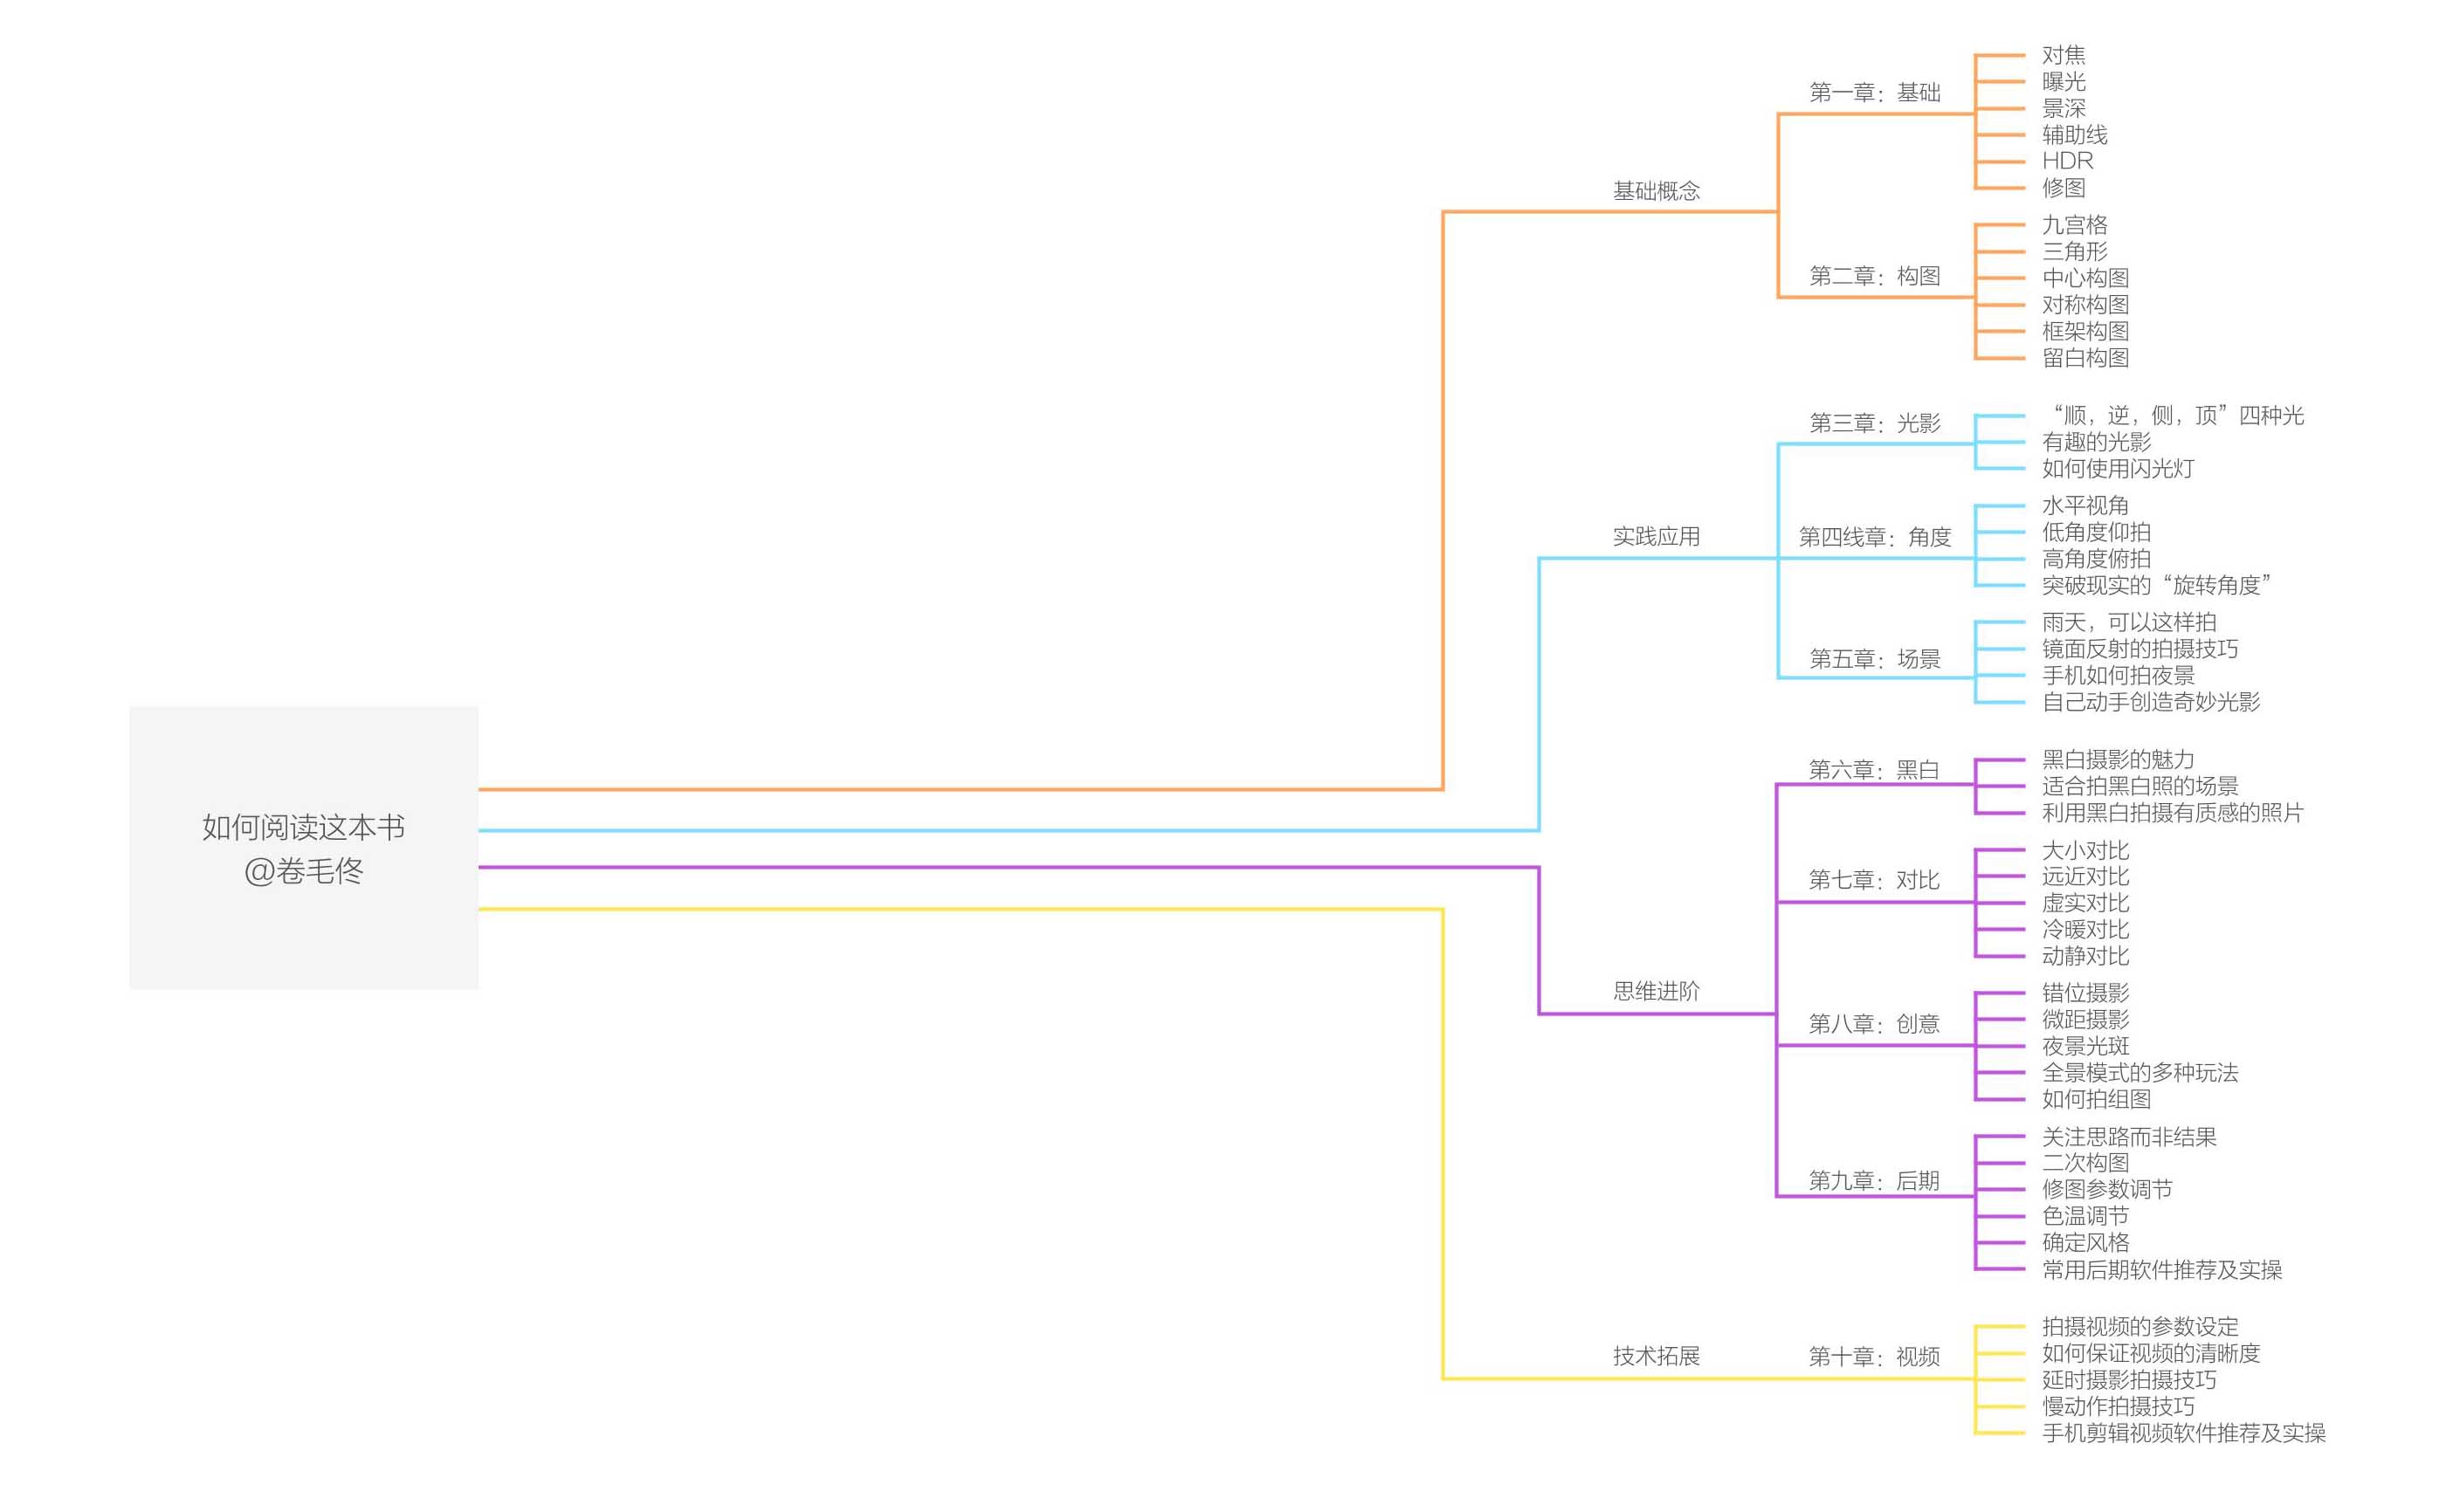 如何阅读这本书
@卷毛佟
基础概念
第一章：基础
对焦
曝光
景深
辅助线
HDR
修图
第二章：构图
九宫格
三角形
中心构图
对称构图
框架构图
留白构图
实践应用
第三章：光影
“顺，逆，侧，顶”四种光
有趣的光影
如何使用闪光灯
第四线章：角度
水平视角
低角度仰拍
高角度俯拍
突破现实的“旋转角度”
第五章：场景
雨天，可以这样拍
镜面反射的拍摄技巧
手机如何拍夜景
自己动手创造奇妙光影
思维进阶
第六章：黑白
黑白摄影的魅力
适合拍黑白照的场景
利用黑白拍摄有质感的照片
第七章：对比
大小对比
远近对比
虚实对比
冷暖对比
动静对比
第八章：创意
错位摄影
微距摄影
夜景光斑
全景模式的多种玩法
如何拍组图
第九章：后期
关注思路而非结果
二次构图
修图参数调节
色温调节
确定风格
常用后期软件推荐及实操
技术拓展
第十章：视频
拍摄视频的参数设定
如何保证视频的清晰度
延时摄影拍摄技巧
慢动作拍摄技巧
手机剪辑视频软件推荐及实操